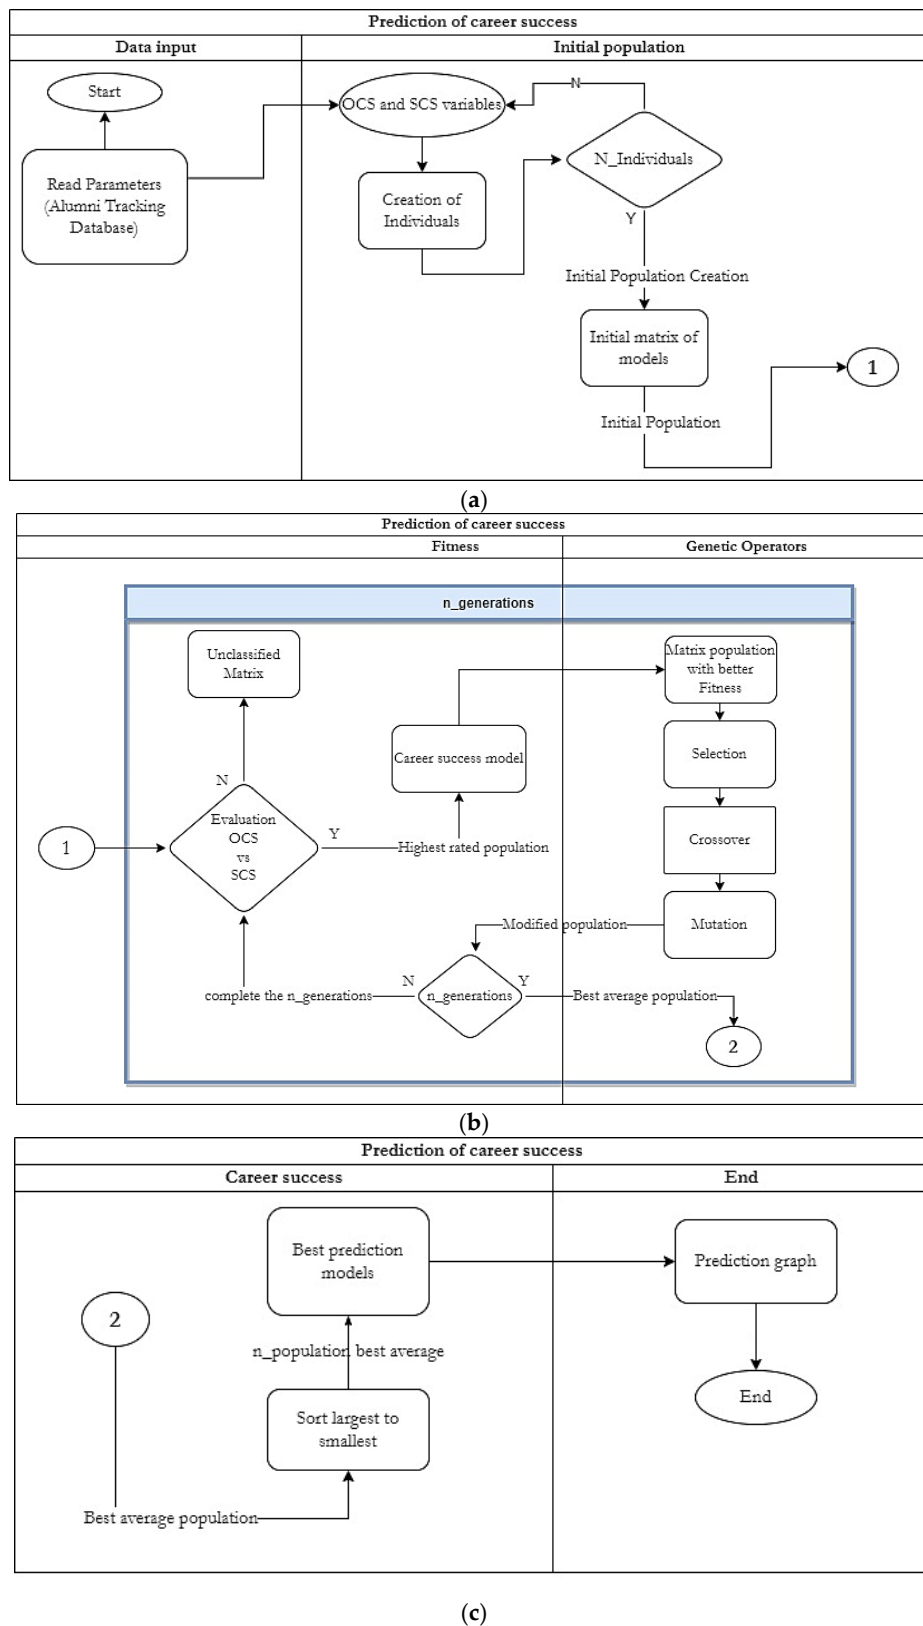 Prediction of career success
Data input
Initial population
Start
Read Parameters
(Alumni Tracking
Database)
OCS and SCS variables
N
N_Individuals
Creation of
Individuals
Y
Initial Population Creation
Initial matrix of
models
1
Initial Population
(a)
Prediction of career success
Fitness
Genetic Operators
n_generations
Unclassified
Matrix
Matrix population
with better
Fitness
Career success model
Selection
N
Evaluation
OCS
vs
SCS
Y
1
Highest rated population
Crossover
Modified population
Mutation
complete the n_generations
N
n_generations
Y
Best average population
2
(b)
Prediction of career success
Career success
End
Best prediction
models
Prediction graph
2
n_population best average
Sort largest to
smallest
End
Best average population
(c)